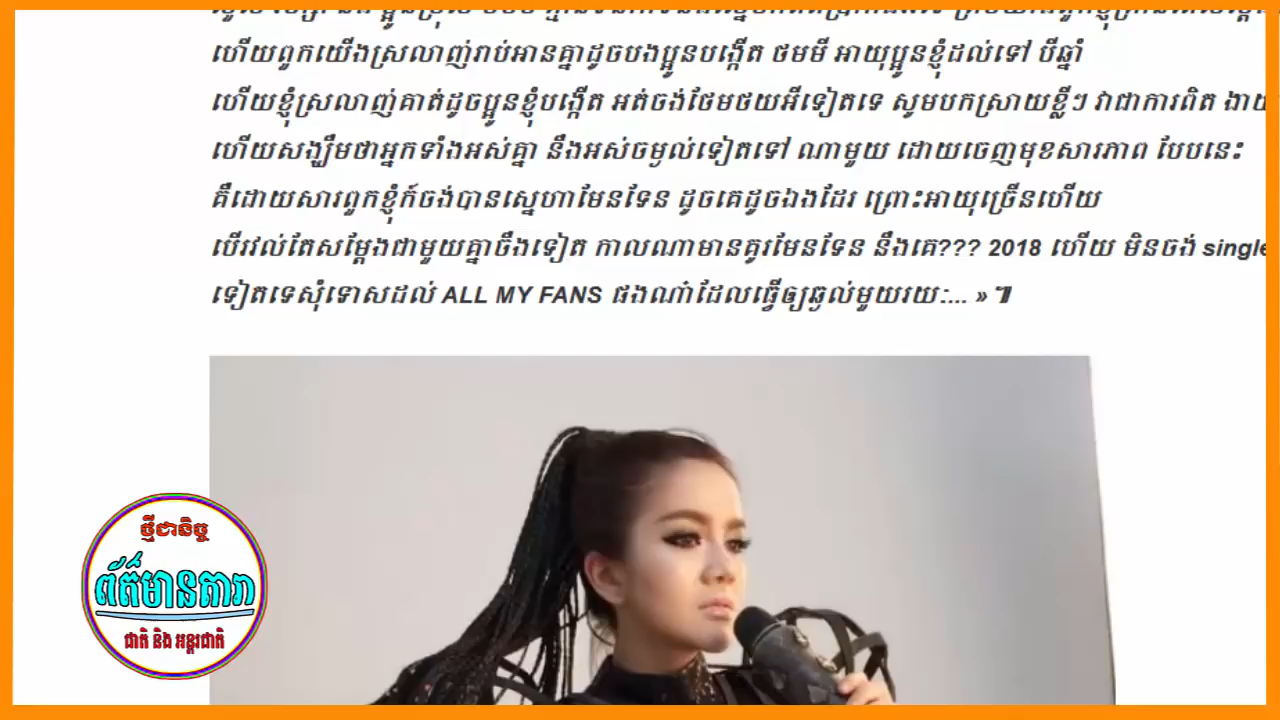 ហើយពួកយើងស្រលាញ់រាប់អានគ្នាដូចបងប្អូនបង្កើត ថមមី អាយុប្អូនខ្ញុំដល់ទៅ បីឆ្នាំ
ហើយខ្ញុំស្រលាញ់គាត់ដូចប្អូនខ្ញុំបង្កើត អត់ចង់ថែមថយអីទៀតទេ សូមបកស្រាយខ្លីៗ វាជាការពិត ងាយ
ហើយសង្ឃឹមថាអ្នកទាំងអស់គ្នា នឹងអស់ចម្ងល់ទៀតទៅ ណាមួយ ដោយចេញមុខសារភាព បែបនេះ
គឺដោយសារពួកខ្ញុំក៍ចង់បានស្នេហាមែនទែន ដូចគេដូចឯងដែរ ព្រោះអាយុច្រើនហើយ
បើរវល់តែសម្តែងជាមួយគ្នាចឹងទៀត កាលណាមានគូរមែនទែន នឹងគេ??? 2018 ហើយ មិនចង់ single
ទៀតទេសុំទោសដល់ ALL MY FANS ផងណ៎ាដែលធ្វើឲ្យឆ្ងល់មួយរយៈ... » ៕
ថ្មីជានិច្ច
ព័ត៌មានតារា
ជាតិ និង អន្តរជាតិ